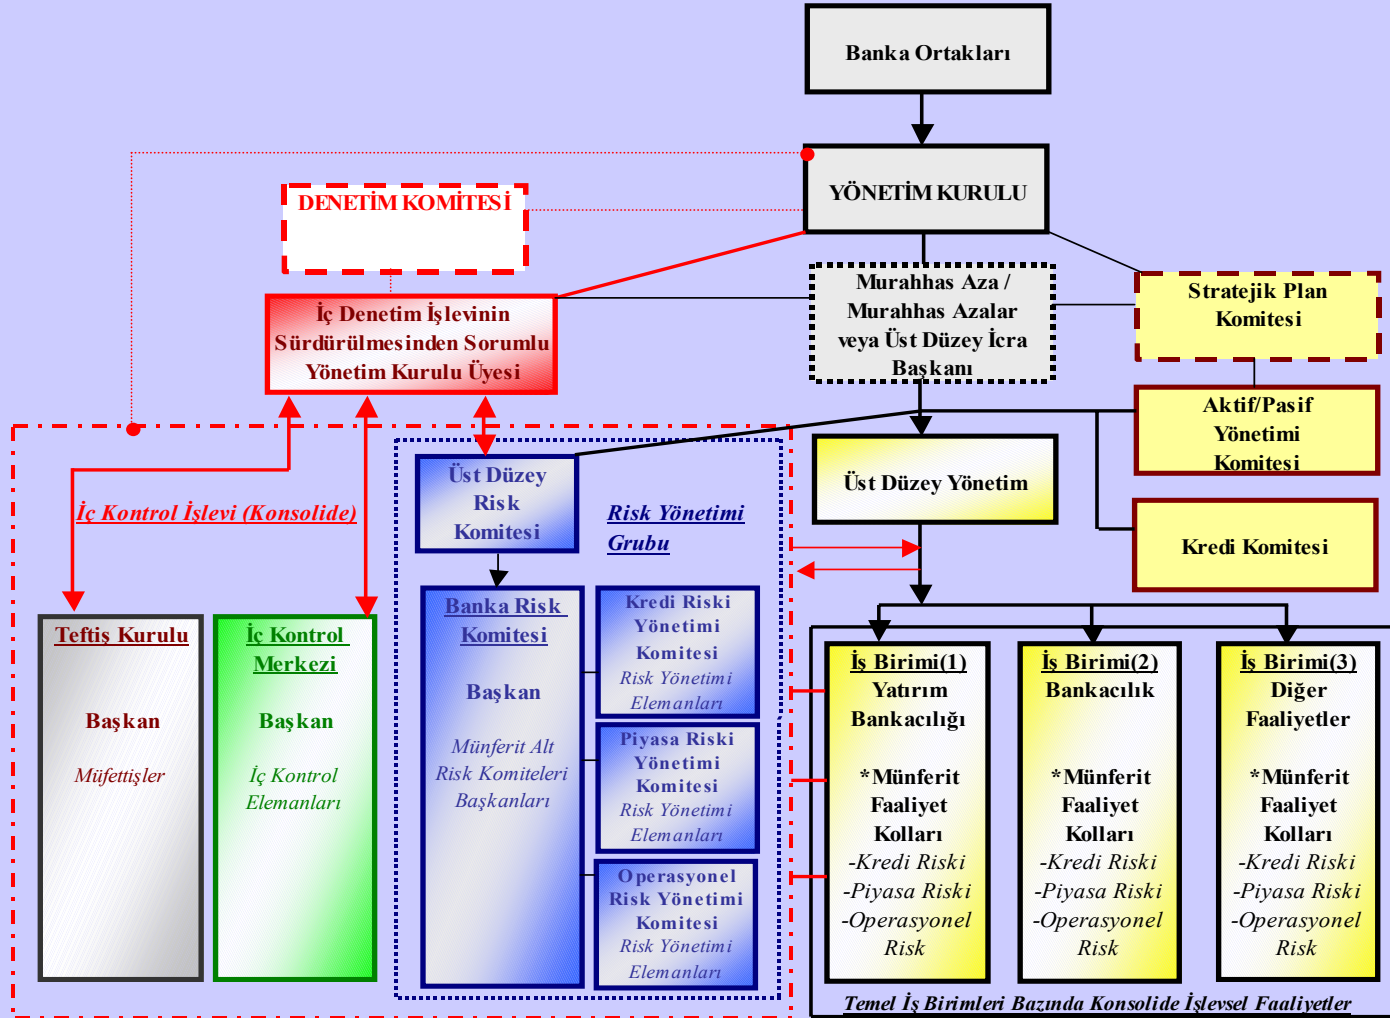 Banka Ortakları
YÖNETİM KURULU
DENETİM KOMİTESİ
Murahhas Aza /
Murahhas Azalar
veya Üst Düzey İcra
Başkanı
Stratejik Plan
Komitesi
İç Denetim İşlevinin
Sürdürülmesinden Sorumlu
Yönetim Kurulu Üyesi
Aktif/Pasif
Yönetimi
Komitesi
Üst Düzey Yönetim
Kredi Komitesi
İç Kontrol İşlevi (Konsolide)
Üst Düzey
Risk
Komitesi
Risk Yönetimi
Grubu
Teftiş Kurulu
Başkan
Müfettişler
İç Kontrol
Merkezi
Başkan
İç Kontrol
Elemanları
Banka Risk
Komitesi
Başkan
Münferit Alt
Risk Komiteleri
Başkanları
Kredi Riski
Yönetimi
Komitesi
Risk Yönetimi
Elemanları
Piyasa Riski
Yönetimi
Komitesi
Risk Yönetimi
Elemanları
Operasyonel
Risk Yönetimi
Komitesi
Risk Yönetimi
Elemanları
İş Birimi(1)
Yatırım
Bankacılığı
*Münferit
Faaliyet
Kolları
-Kredi Riski
-Piyasa Riski
-Operasyonel
Risk
İş Birimi(2)
Bankacılık
*Münferit
Faaliyet
Kolları
-Kredi Riski
-Piyasa Riski
-Operasyonel
Risk
İş Birimi(3)
Diğer
Faaliyetler
*Münferit
Faaliyet
Kolları
-Kredi Riski
-Piyasa Riski
-Operasyonel
Risk
Temel İş Birimleri Bazında Konsolide İşlevsel Faaliyetler